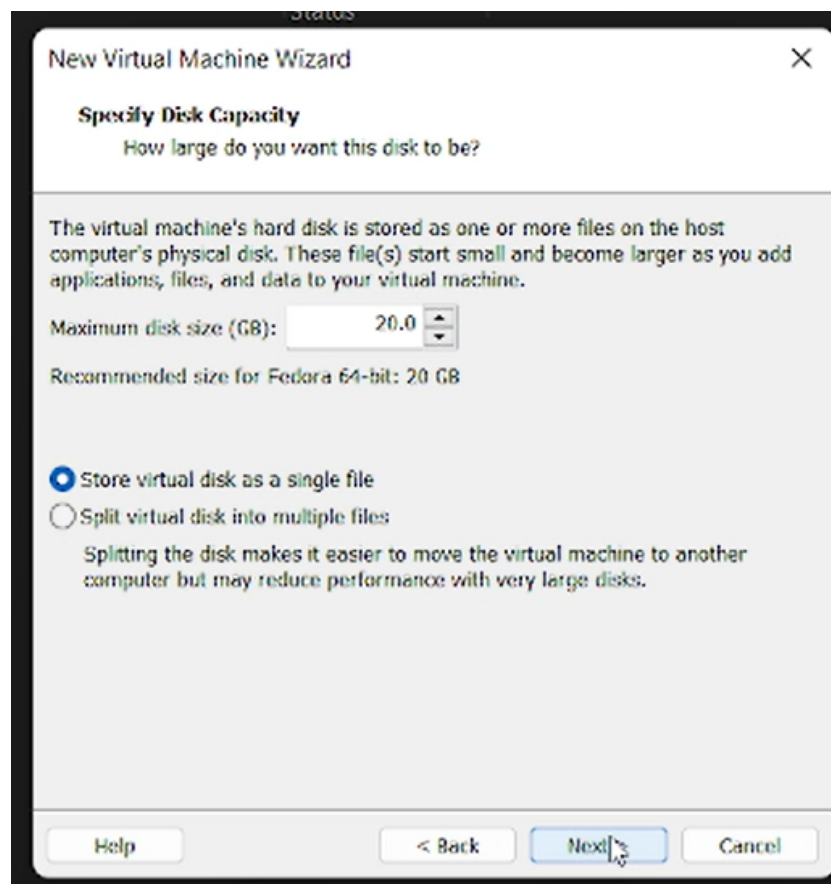 Status
New Virtual Machine Wizard
Specify Disk Capacity
How large do you want this disk to be?
The virtual machine's hard disk is stored as one or more files on the host
computer's physical disk. These file(s) start small and become larger as you add
applications, files, and data to your virtual machine.
Maximum disk size (GB): 20.0
Recommended size for Fedora 64-bit: 20 GB
Store virtual disk as a single file
Split virtual disk into multiple files
Splitting the disk makes it easier to move the virtual machine to another
computer but may reduce performance with very large disks.
Help < Back Next Cancel